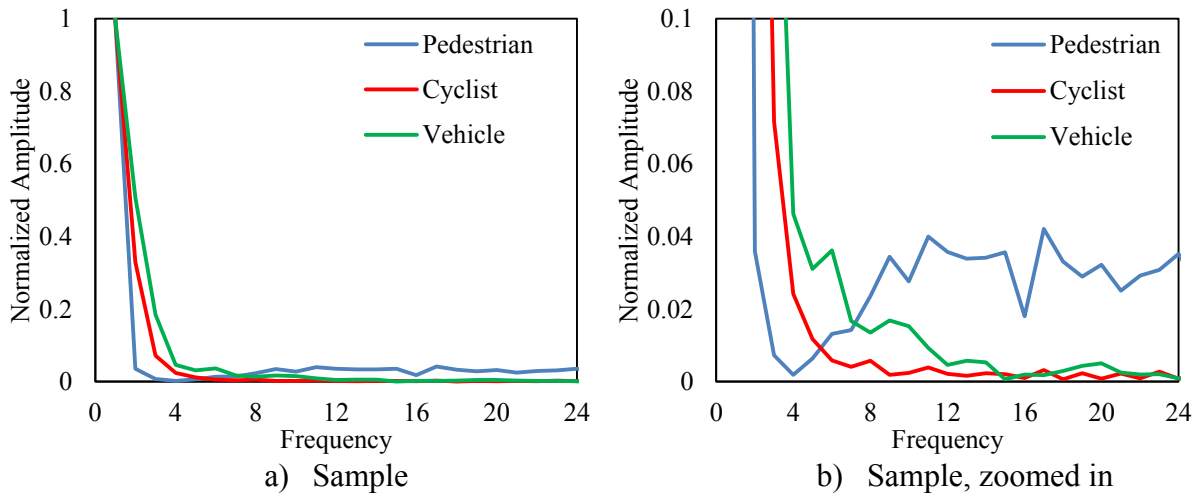 1
0.8
0.6
0.4
0.2
0
0 4 8 12 16 20 24
Normalized Amplitude
Frequency
Pedestrian
Cyclist
Vehicle
a) Sample
0.1
0.08
0.06
0.04
0.02
0
0 4 8 12 16 20 24
Normalized Amplitude
Frequency
Pedestrian
Cyclist
Vehicle
b) Sample, zoomed in